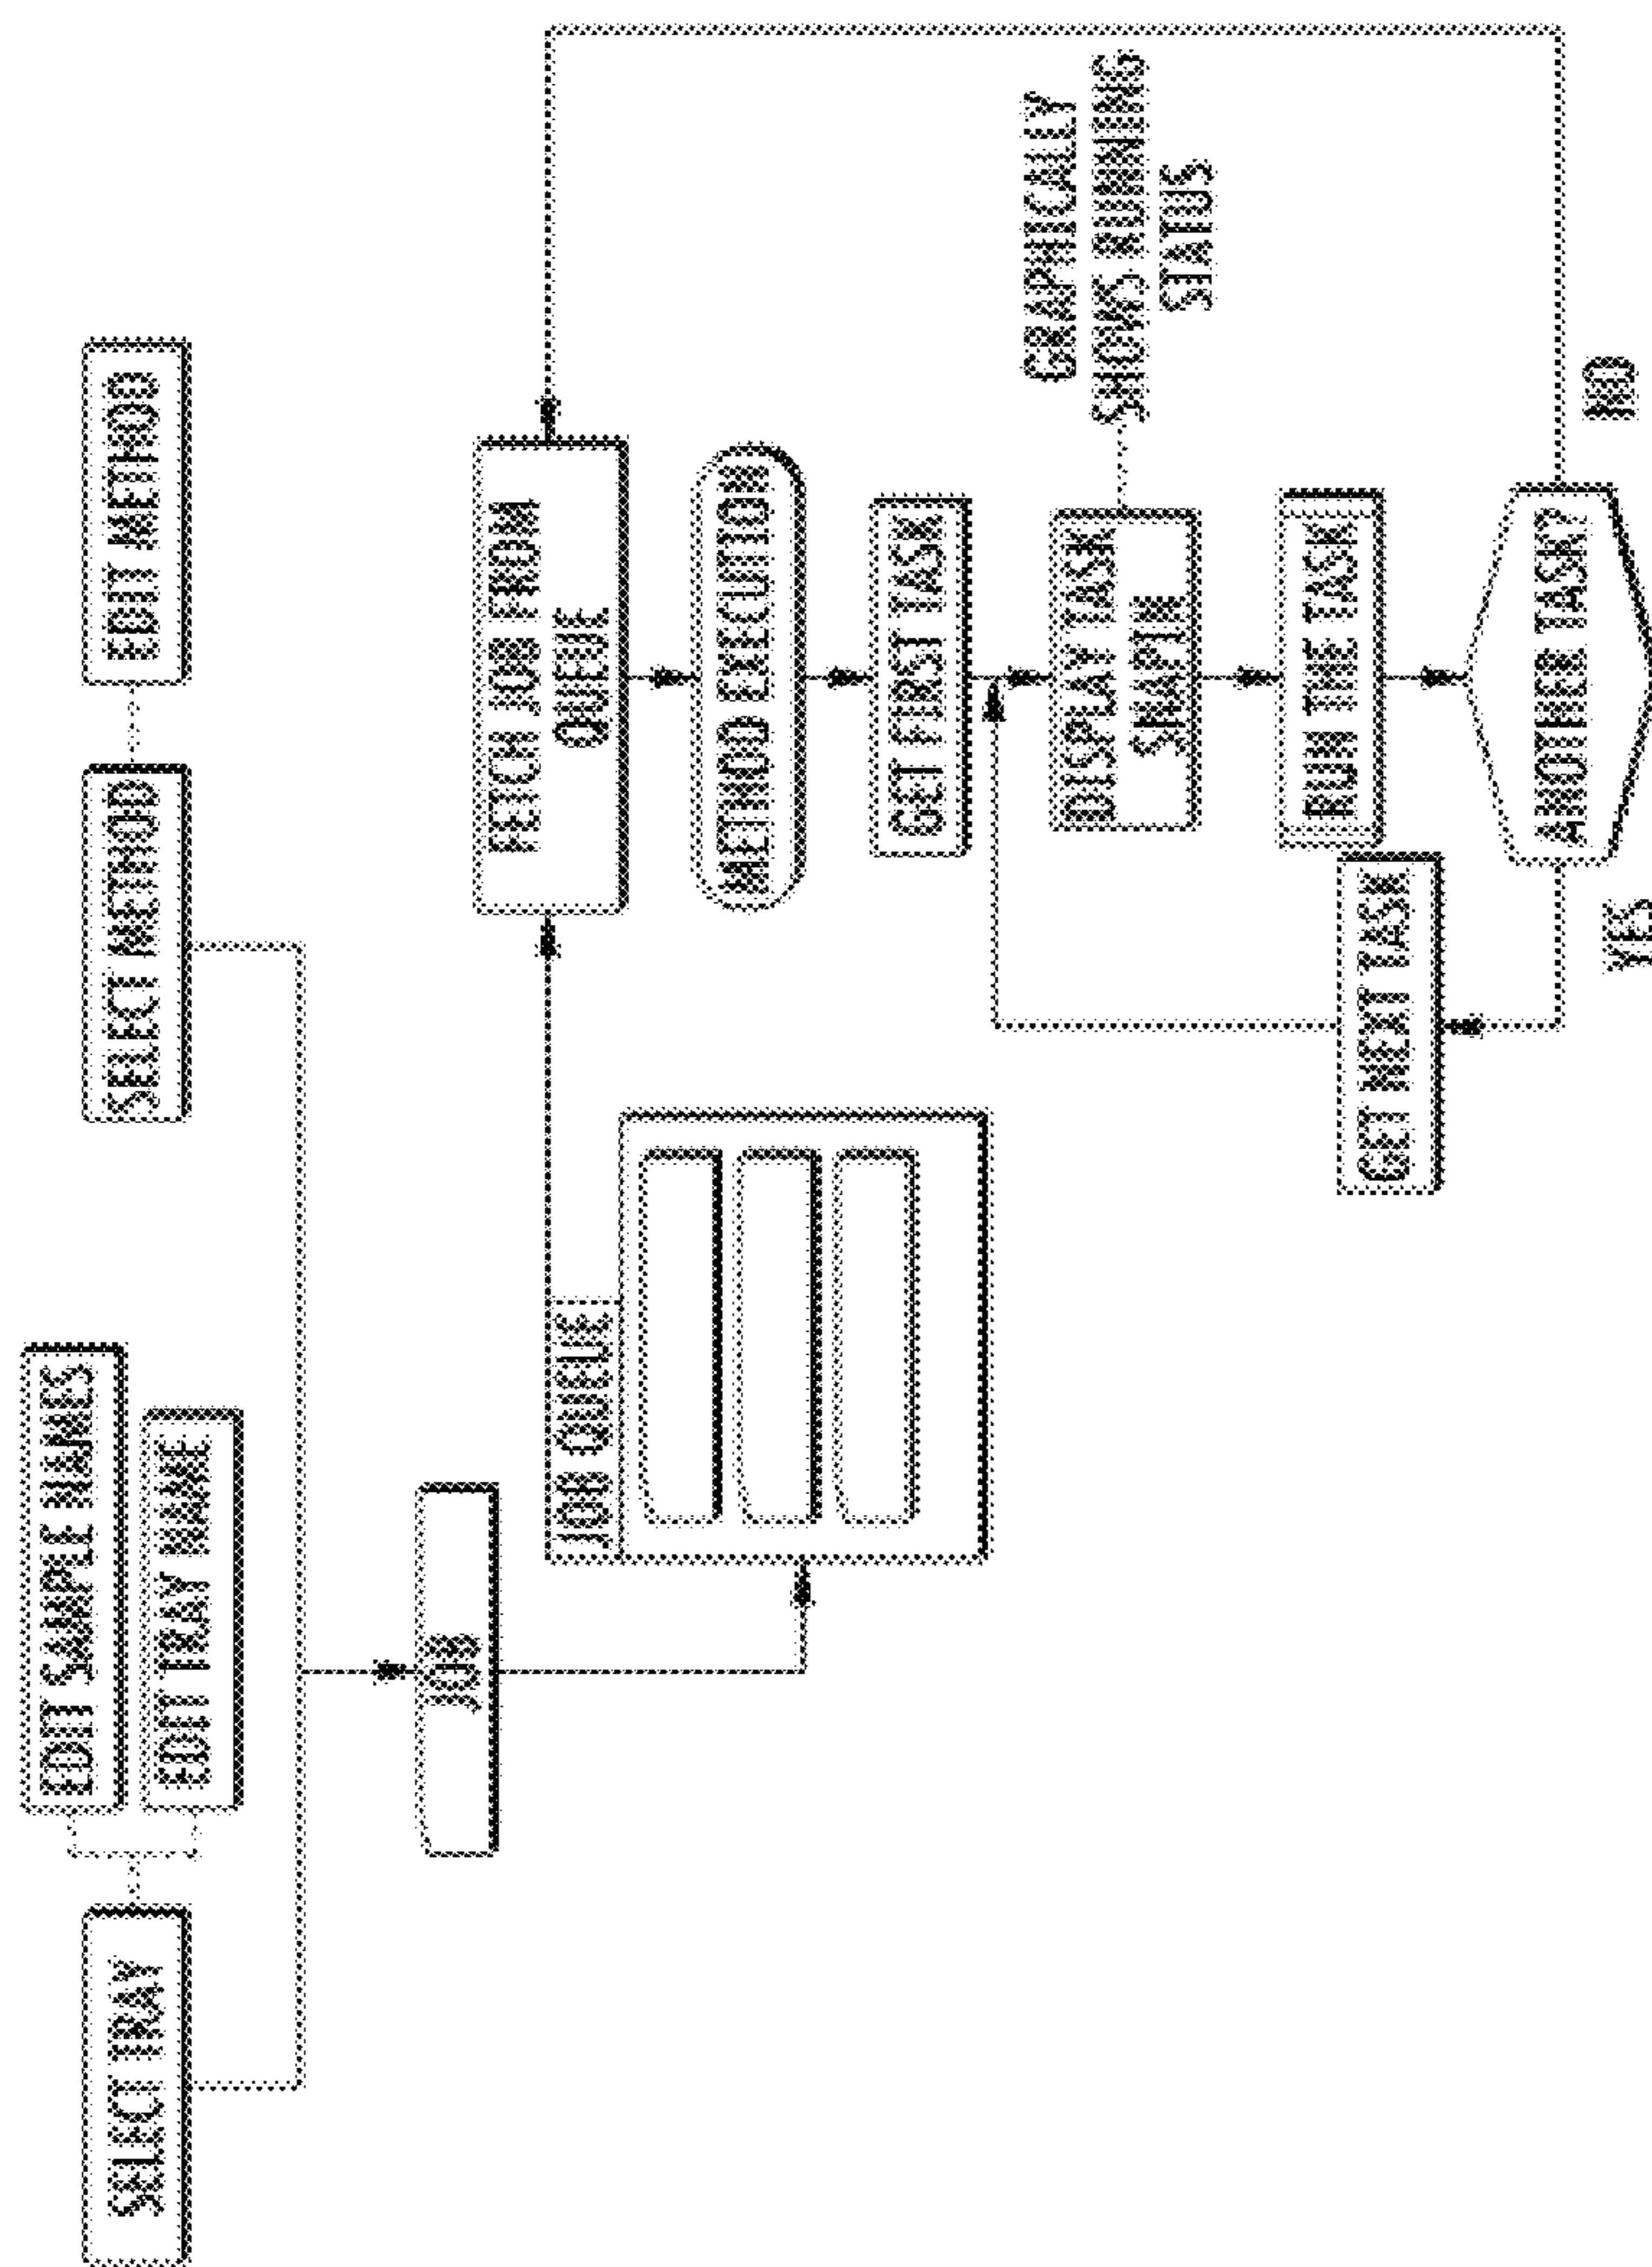 EDIT SAMPLE NAMES
EDIT TRAY NAME
SELECT TRAY
SELECT METHOD
EDIT METHOD
JOB
JOB QUEUE
FETCH JOB FROM
QUEUE
METHOD EXECUTION
GET FIRST TASK
DISPLAY TASK
SHAPIN
GRAPHICALLY
SHOWS RUNNING
STATUS
RUN THE TASK
GET NEXT TASK
ANOTHER TASK?
YES
NO